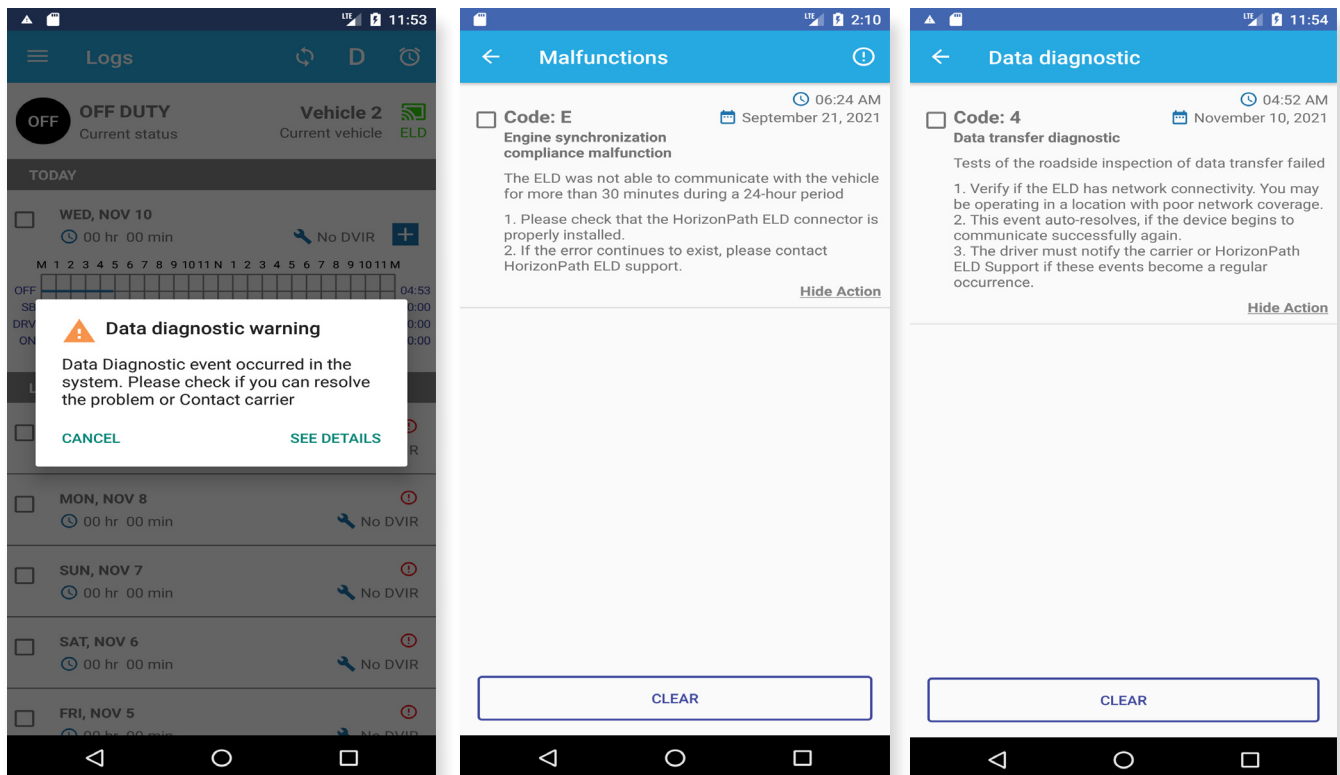 LTE 11:53
Logs
D
OFF
OFF DUTY
Current status
Vehicle 2
Current vehicle
ELD
TODAY
WED, NOV 10
00 hr 00 min
No DVIR
M 1 2 3 4 5 6 7 8 9 10 11 N 1 2 3 4 5 6 7 8 9 10 11 M
OFF 04:53
SB 0:00
DRV 0:00
ON 0:00
Data diagnostic warning
Data Diagnostic event occurred in the
system. Please check if you can resolve
the problem or Contact carrier
CANCEL
SEE DETAILS
MON, NOV 8
00 hr 00 min
No DVIR
SUN, NOV 7
00 hr 00 min
No DVIR
SAT, NOV 6
00 hr 00 min
No DVIR
FRI, NOV 5
00 hr 00 min
No DVIR
LTE 2:10
Malfunctions
06:24 AM
Code: E
September 21, 2021
Engine synchronization
compliance malfunction
The ELD was not able to communicate with the vehicle
for more than 30 minutes during a 24-hour period
1. Please check that the HorizonPath ELD connector is
properly installed.
2. If the error continues to exist, please contact
HorizonPath ELD support.
Hide Action
CLEAR
LTE 11:54
Data diagnostic
04:52 AM
Code: 4
November 10, 2021
Data transfer diagnostic
Tests of the roadside inspection of data transfer failed
1. Verify if the ELD has network connectivity. You may
be operating in a location with poor network coverage.
2. This event auto-resolves, if the device begins to
communicate successfully again.
3. The driver must notify the carrier or HorizonPath
ELD Support if these events become a regular
occurrence.
Hide Action
CLEAR